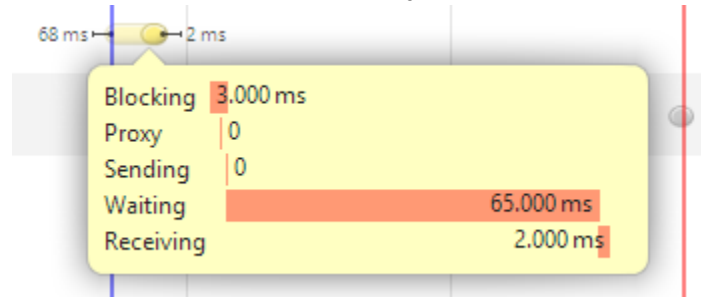 68 ms 2 ms
Blocking 3.000 ms
Proxy 0
Sending 0
Waiting 65.000 ms
Receiving 2.000 ms